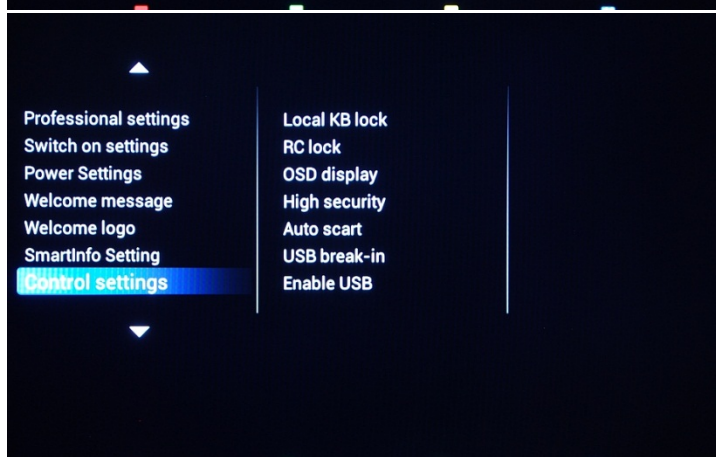 Professional settings
Switch on settings
Power Settings
Welcome message
Welcome logo
SmartInfo Setting
Control settings
Local KB lock
RC lock
OSD display
High security
Auto scart
USB break-in
Enable USB